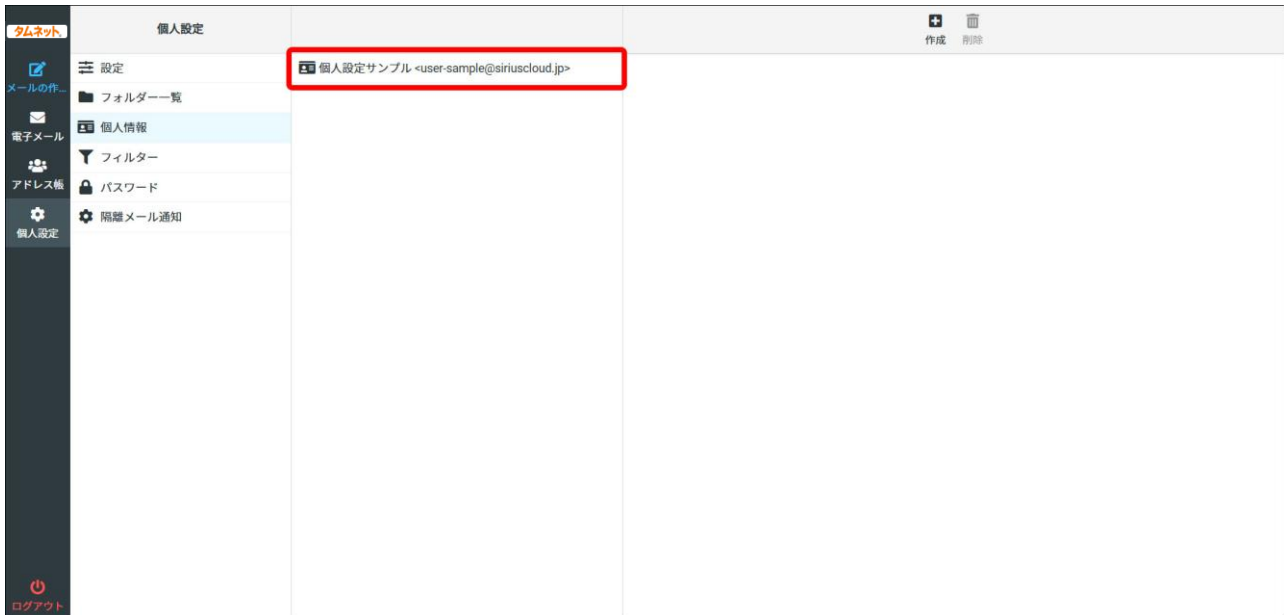 タムネット
メールの作…
電子メール
アドレス帳
個人設定
ログアウト
個人設定
設定
フォルダー一覧
個人情報
フィルター
パスワード
隔離メール通知
個人設定サンプル <user-sample@siriuscloud.jp>
作成
削除